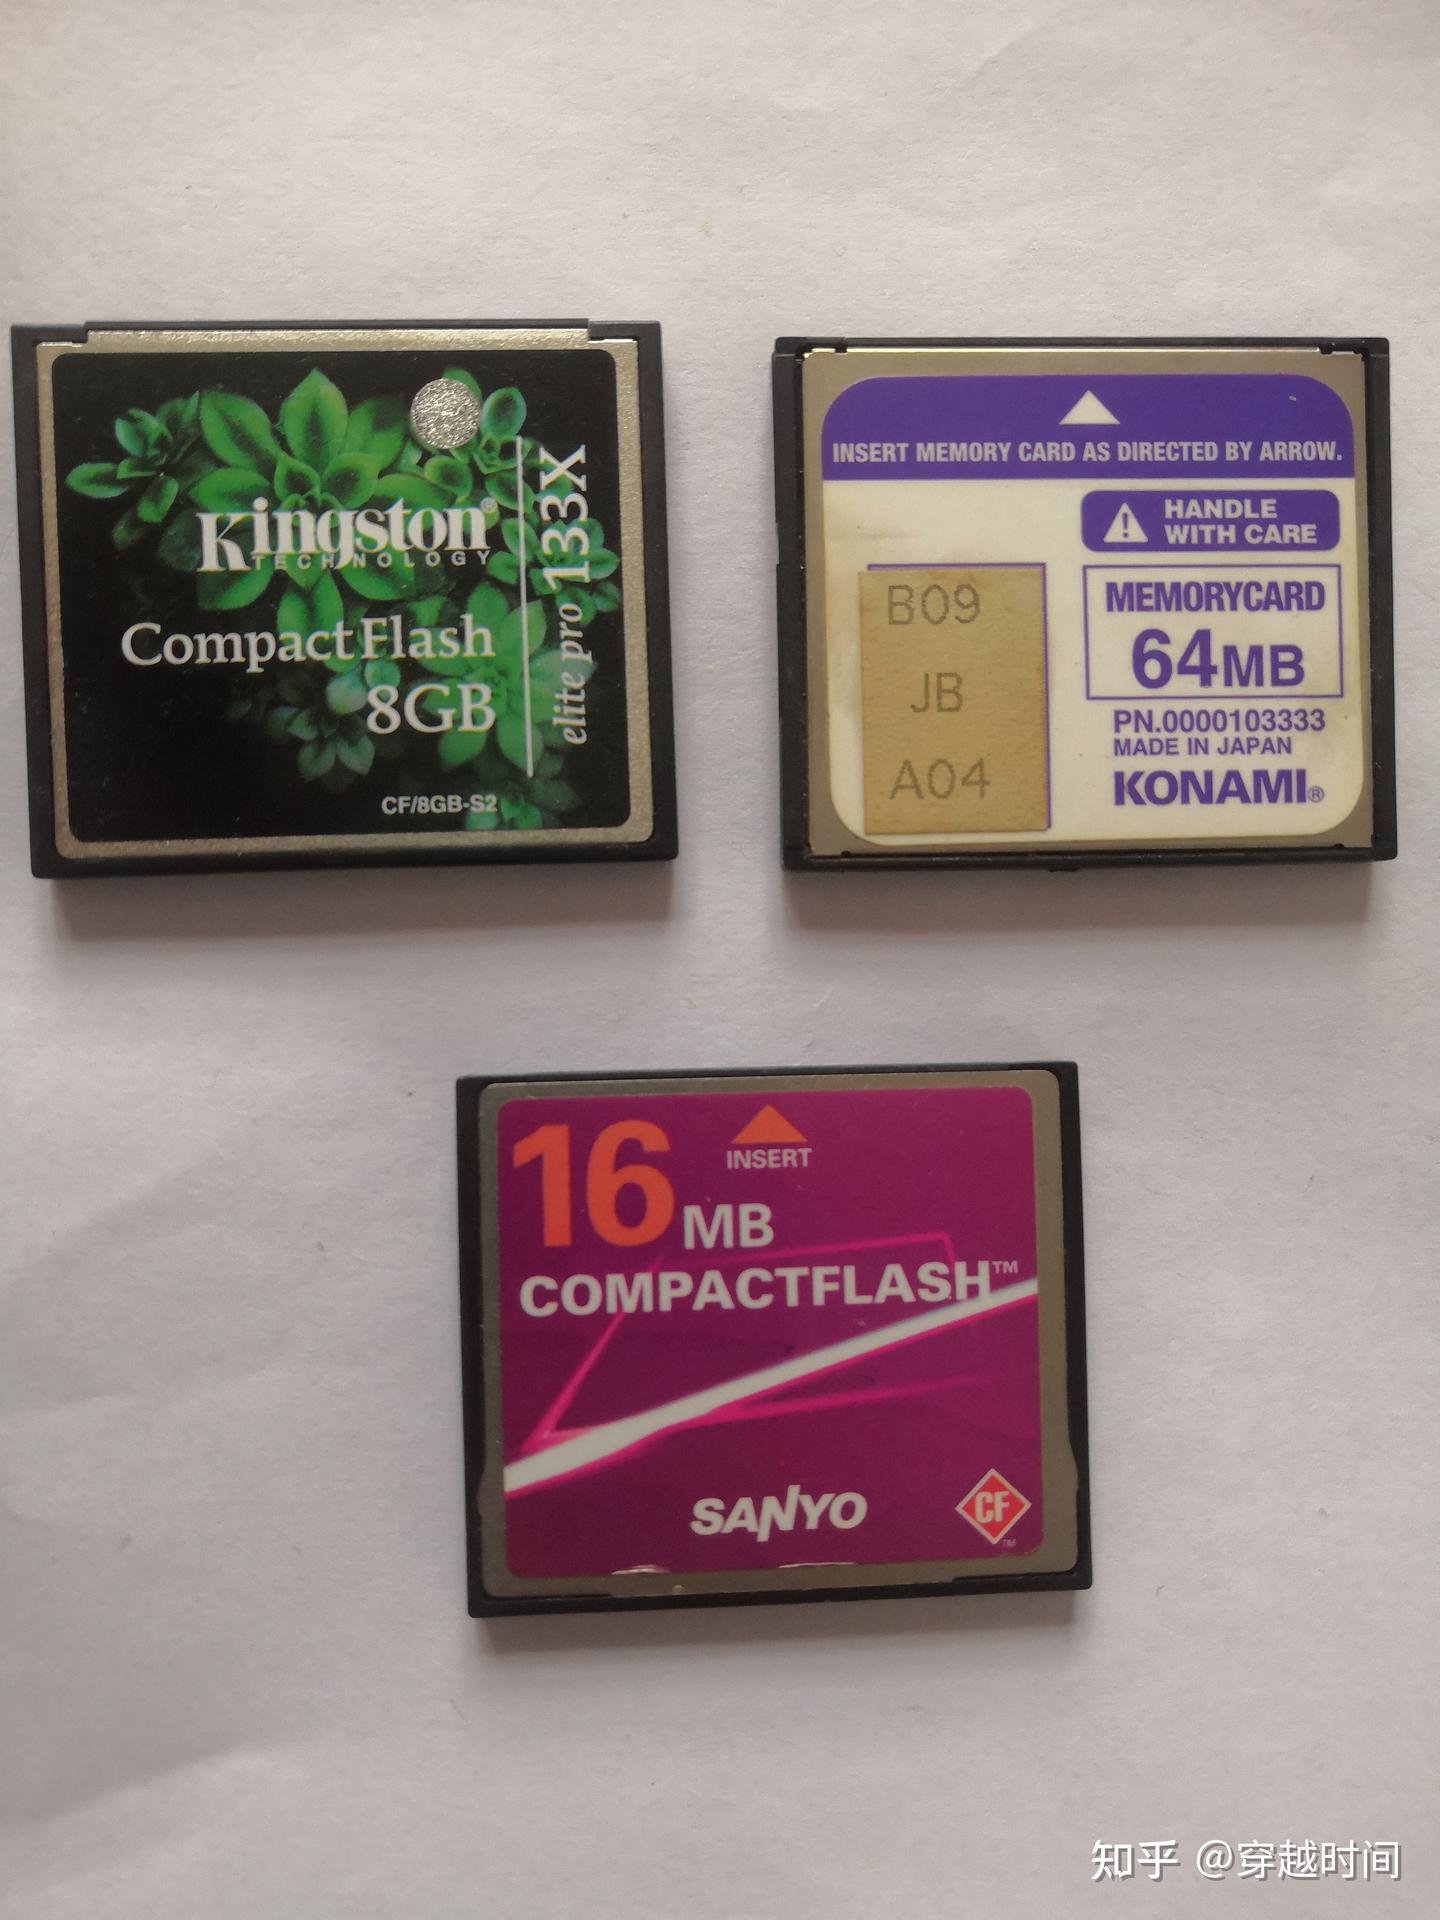 Kingston®
TECHNOLOGY
CompactFlash
8GB
elite pro 133X
CF/8GB-S2
INSERT MEMORY CARD AS DIRECTED BY ARROW.
HANDLE
WITH CARE
B09
JB
A04
MEMORYCARD
64MB
PN.0000103333
MADE IN JAPAN
KONAMI®
INSERT
16MB
COMPACTFLASH™
SANYO
CF
TM
知乎 @穿越时间